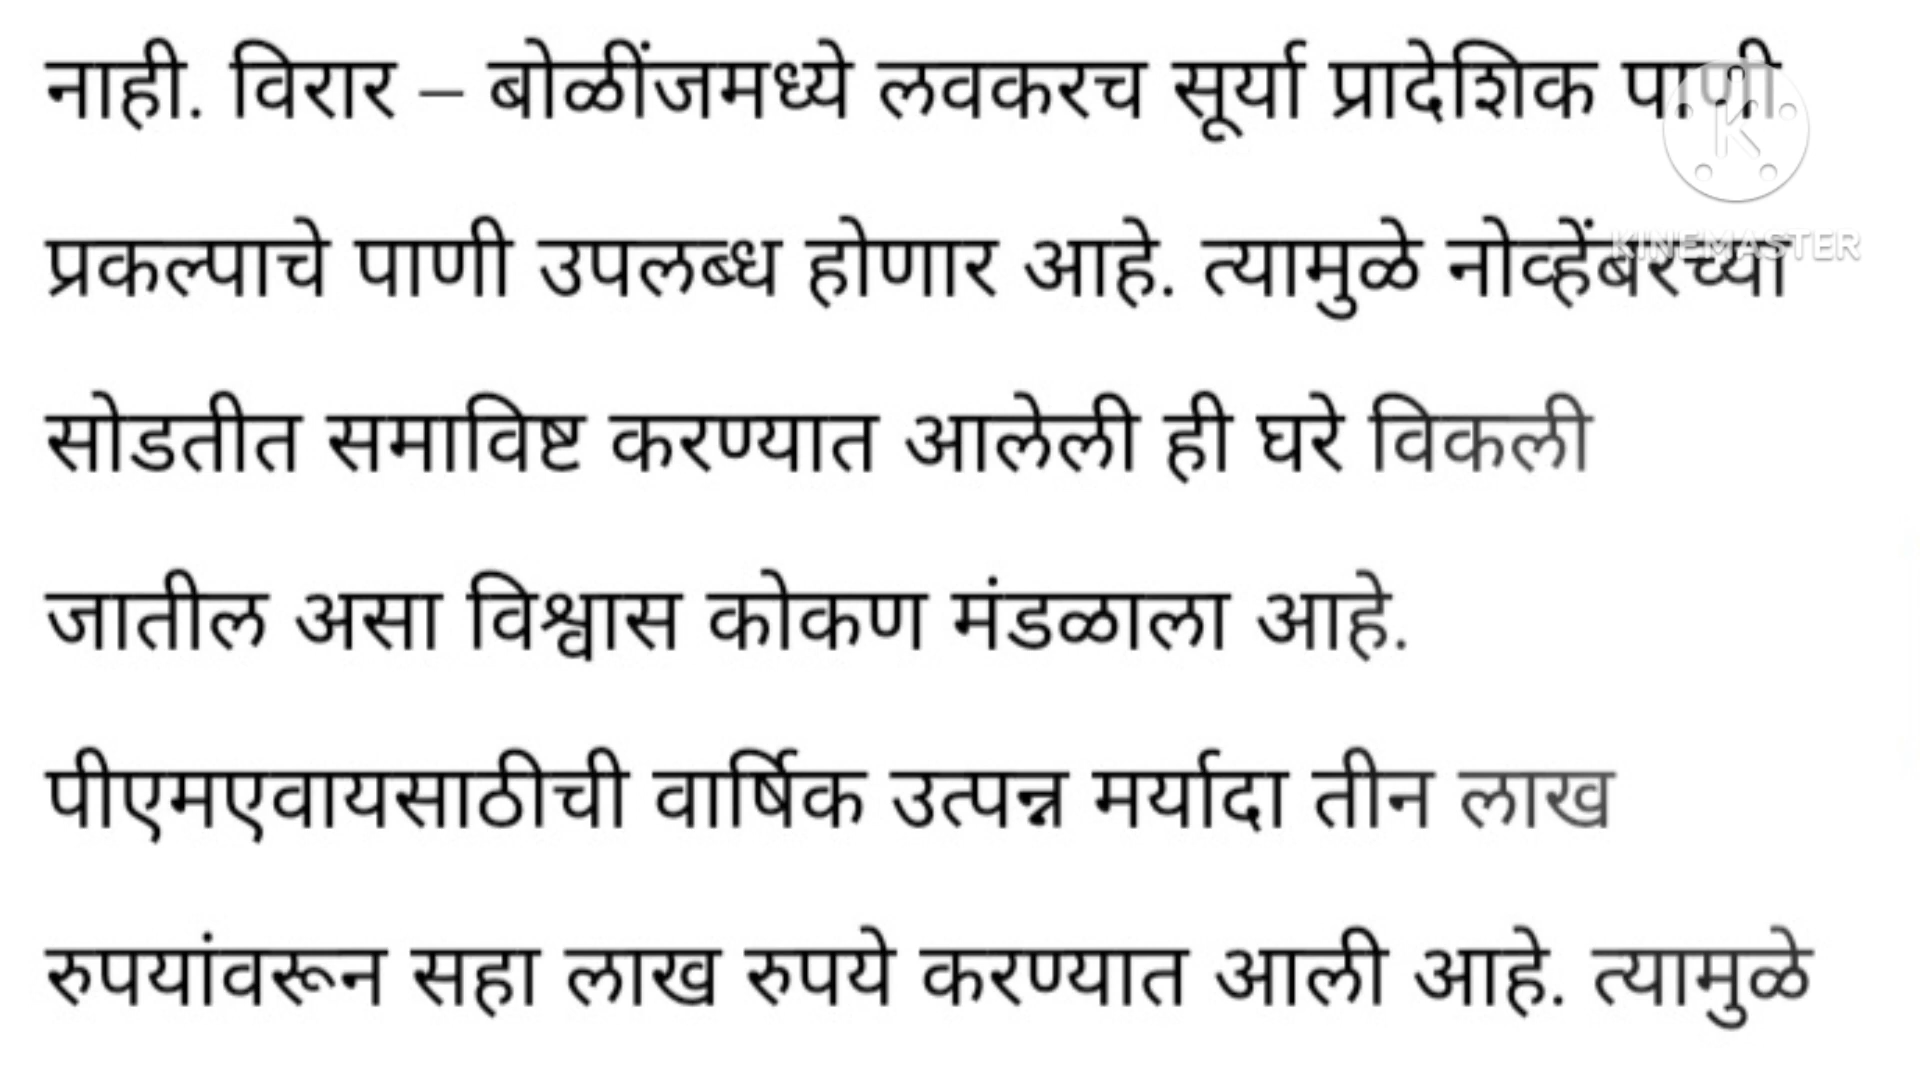 नाही. विरार – बोळींजमध्ये लवकरच सूर्या प्रादेशिक पाणी
प्रकल्पाचे पाणी उपलब्ध होणार आहे. त्यामुळे नोव्हेंबरच्या
सोडतीत समाविष्ट करण्यात आलेली ही घरे विकली
जातील असा विश्वास कोकण मंडळाला आहे.
पीएमएवायसाठीची वार्षिक उत्पन्न मर्यादा तीन लाख
रुपयांवरून सहा लाख रुपये करण्यात आली आहे. त्यामुळे
K
KINEMASTER